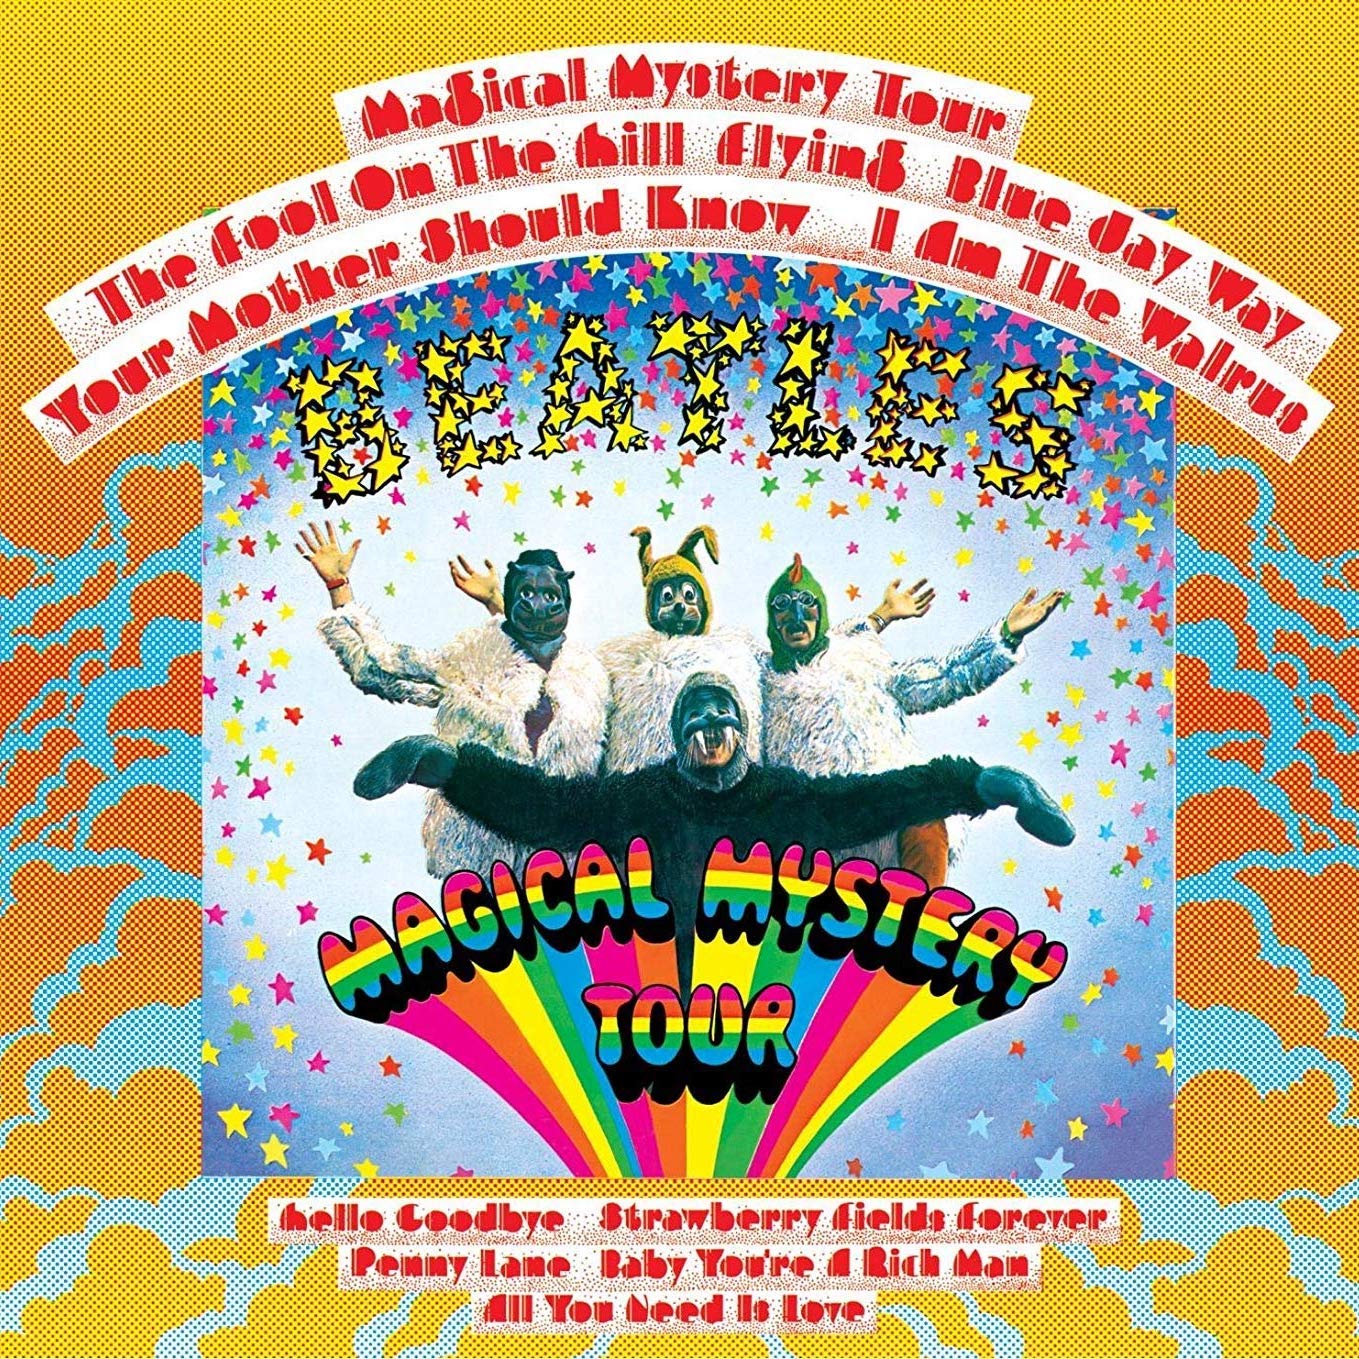 Magical Mystery Tour
The Fool On The Hill Flying Blue Jay Way
Your Mother Should Know I Am The Walrus
BEATLES
MAGICAL MYSTERY
TOUR
Hello Goodbye Strawberry Fields Forever
Penny Lane Baby You're A Rich Man
All You Need Is Love